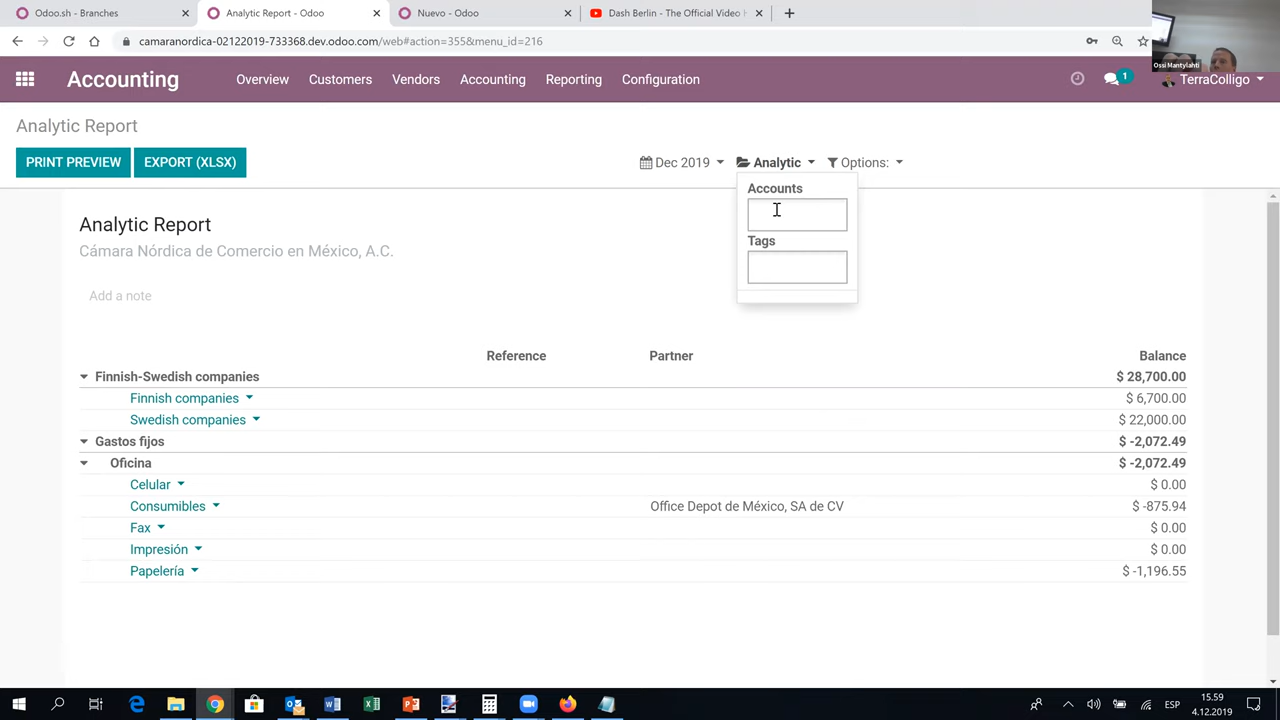 Odoo.sh - Branches
Analytic Report - Odoo
Nuevo - Odoo
Dash Berlin - The Official Video
camaranordica-02122019-733368.dev.odoo.com/web#action=355&menu_id=216
Ossi Mantylahti
Accounting Overview Customers Vendors Accounting Reporting Configuration 1 TerraColligo
Analytic Report
PRINT PREVIEW EXPORT (XLSX) Dec 2019 Analytic Options:
Accounts
Tags
Analytic Report
Cámara Nórdica de Comercio en México, A.C.
Add a note
Reference Partner Balance
Finnish-Swedish companies $ 28,700.00
Finnish companies $ 6,700.00
Swedish companies $ 22,000.00
Gastos fijos $ -2,072.49
Oficina $ -2,072.49
Celular $ 0.00
Consumibles Office Depot de México, SA de CV $ -875.94
Fax $ 0.00
Impresión $ 0.00
Papelería $ -1,196.55
ESP
15.59
4.12.2019